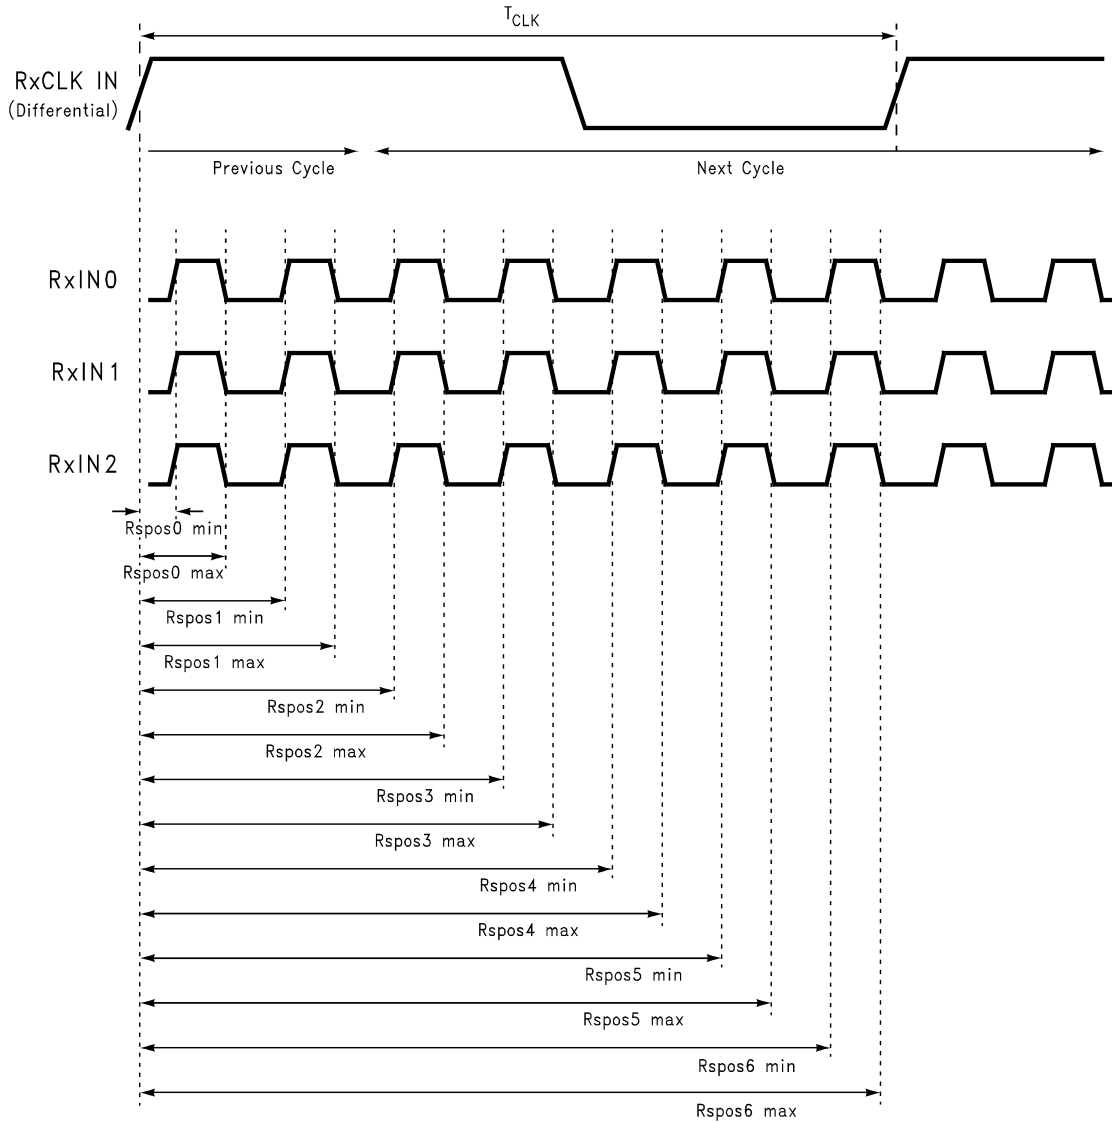 TCLK
RxCLK IN
(Differential)
Previous Cycle
Next Cycle
RxIN0
RxIN1
RxIN2
Rspos0 min
Rspos0 max
Rspos1 min
Rspos1 max
Rspos2 min
Rspos2 max
Rspos3 min
Rspos3 max
Rspos4 min
Rspos4 max
Rspos5 min
Rspos5 max
Rspos6 min
Rspos6 max